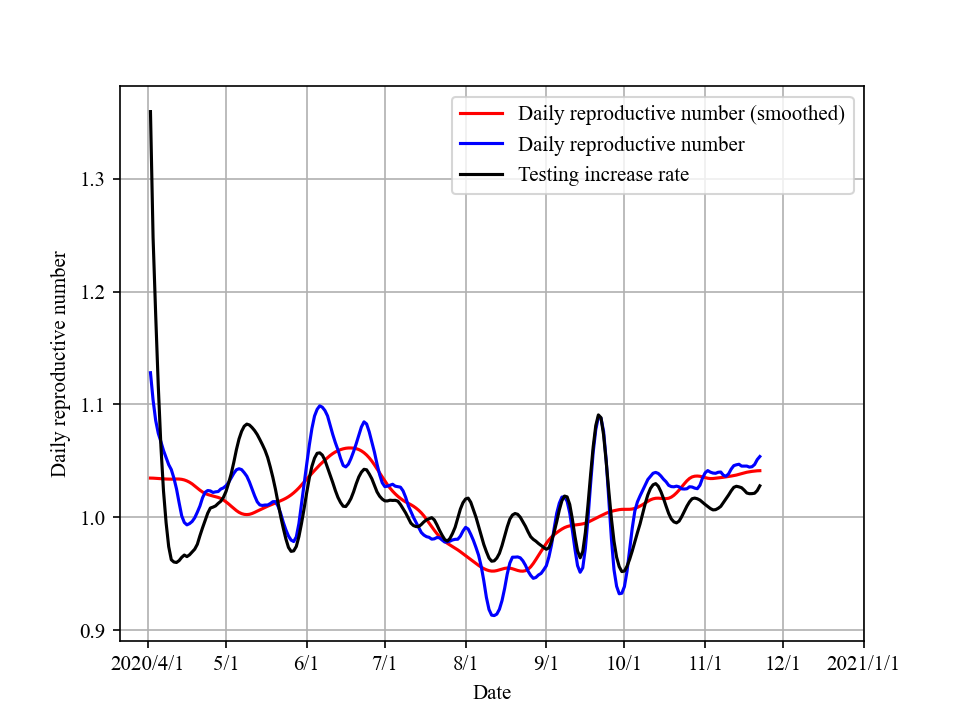 Daily reproductive number (smoothed)
Daily reproductive number
Testing increase rate
Daily reproductive number
1.3
1.2
1.1
1.0
0.9
2020/4/1 5/1 6/1 7/1 8/1 9/1 10/1 11/1 12/1 2021/1/1
Date